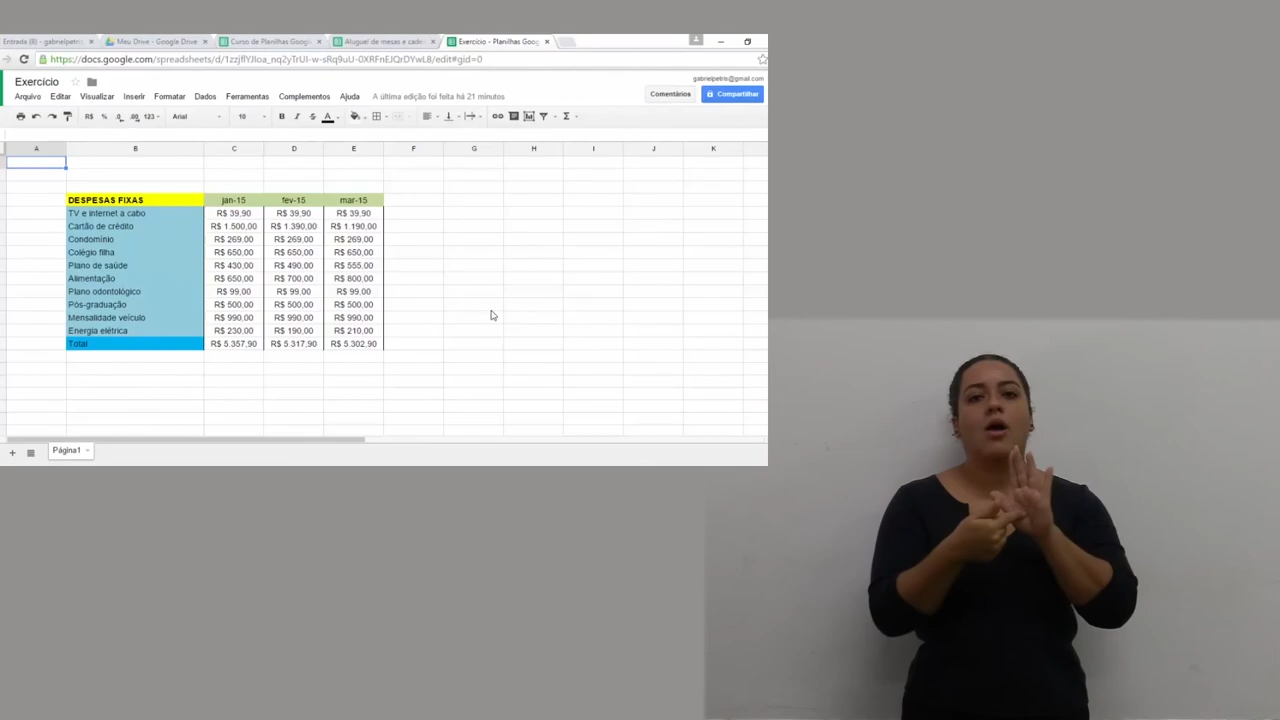 Entrada (8) - gabrielpetris Meu Drive - Google Drive Curso de Planilhas Googl Aluguel de mesas e cadei Exercício - Planilhas Goog
https://docs.google.com/spreadsheets/d/
Exercício
gabrielpetris@gmail.com
Arquivo Editar Visualizar Inserir Formatar Dados Ferramentas Complementos Ajuda A última edição foi feita há 21 minutos Comentários Compartilhar
R$ % .0 .00 123 Arial 10 B I S A Σ
A B C D E F G H I J K
DESPESAS FIXAS jan-15 fev-15 mar-15
TV e internet a cabo R$ 39,90 R$ 39,90 R$ 39,90
Cartão de crédito R$ 1.500,00 R$ 1.390,00 R$ 1.190,00
Condomínio R$ 269,00 R$ 269,00 R$ 269,00
Colégio filha R$ 650,00 R$ 650,00 R$ 650,00
Plano de saúde R$ 430,00 R$ 490,00 R$ 555,00
Alimentação R$ 650,00 R$ 700,00 R$ 800,00
Plano odontológico R$ 99,00 R$ 99,00 R$ 99,00
Pós-graduação R$ 500,00 R$ 500,00 R$ 500,00
Mensalidade veículo R$ 990,00 R$ 990,00 R$ 990,00
Energia elétrica R$ 230,00 R$ 190,00 R$ 210,00
Total R$ 5.357,90 R$ 5.317,90 R$ 5.302,90
Página1